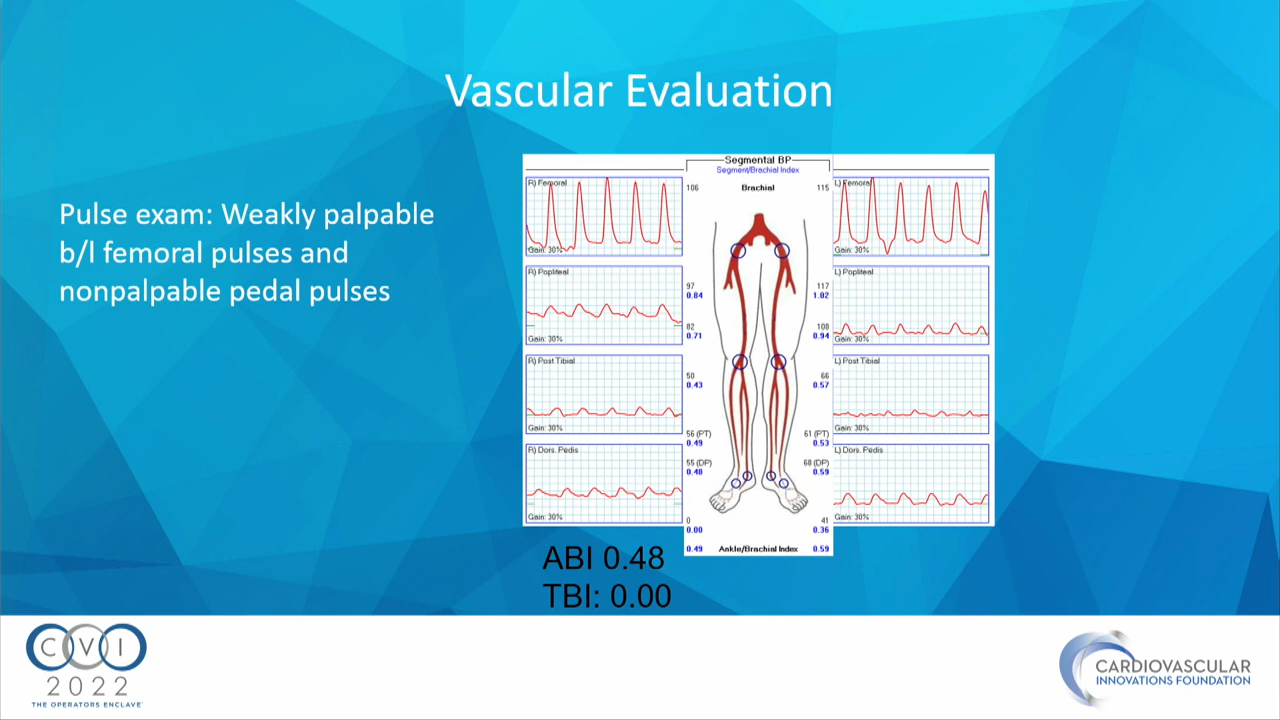 Vascular Evaluation
Pulse exam: Weakly palpable
b/l femoral pulses and
nonpalpable pedal pulses
Segmental BP
Segment/Brachial Index
106 Brachial 115
R) Femoral
Gain: 30%
L) Femoral
Gain: 30%
R) Popliteal
Gain: 30%
97
0.84
117
1.02
L) Popliteal
Gain: 30%
82
0.71
108
0.94
R) Post Tibial
Gain: 30%
50
0.43
66
0.57
L) Post Tibial
Gain: 30%
56 (PT)
0.49
61 (PT)
0.53
R) Dors. Pedis
Gain: 30%
55 (DP)
0.48
68 (DP)
0.59
L) Dors. Pedis
Gain: 30%
0
0.00
41
0.36
0.49 Ankle/Brachial Index 0.59
ABI 0.48
TBI: 0.00
CVI
2022
THE OPERATORS ENCLAVE
CARDIOVASCULAR
INNOVATIONS FOUNDATION